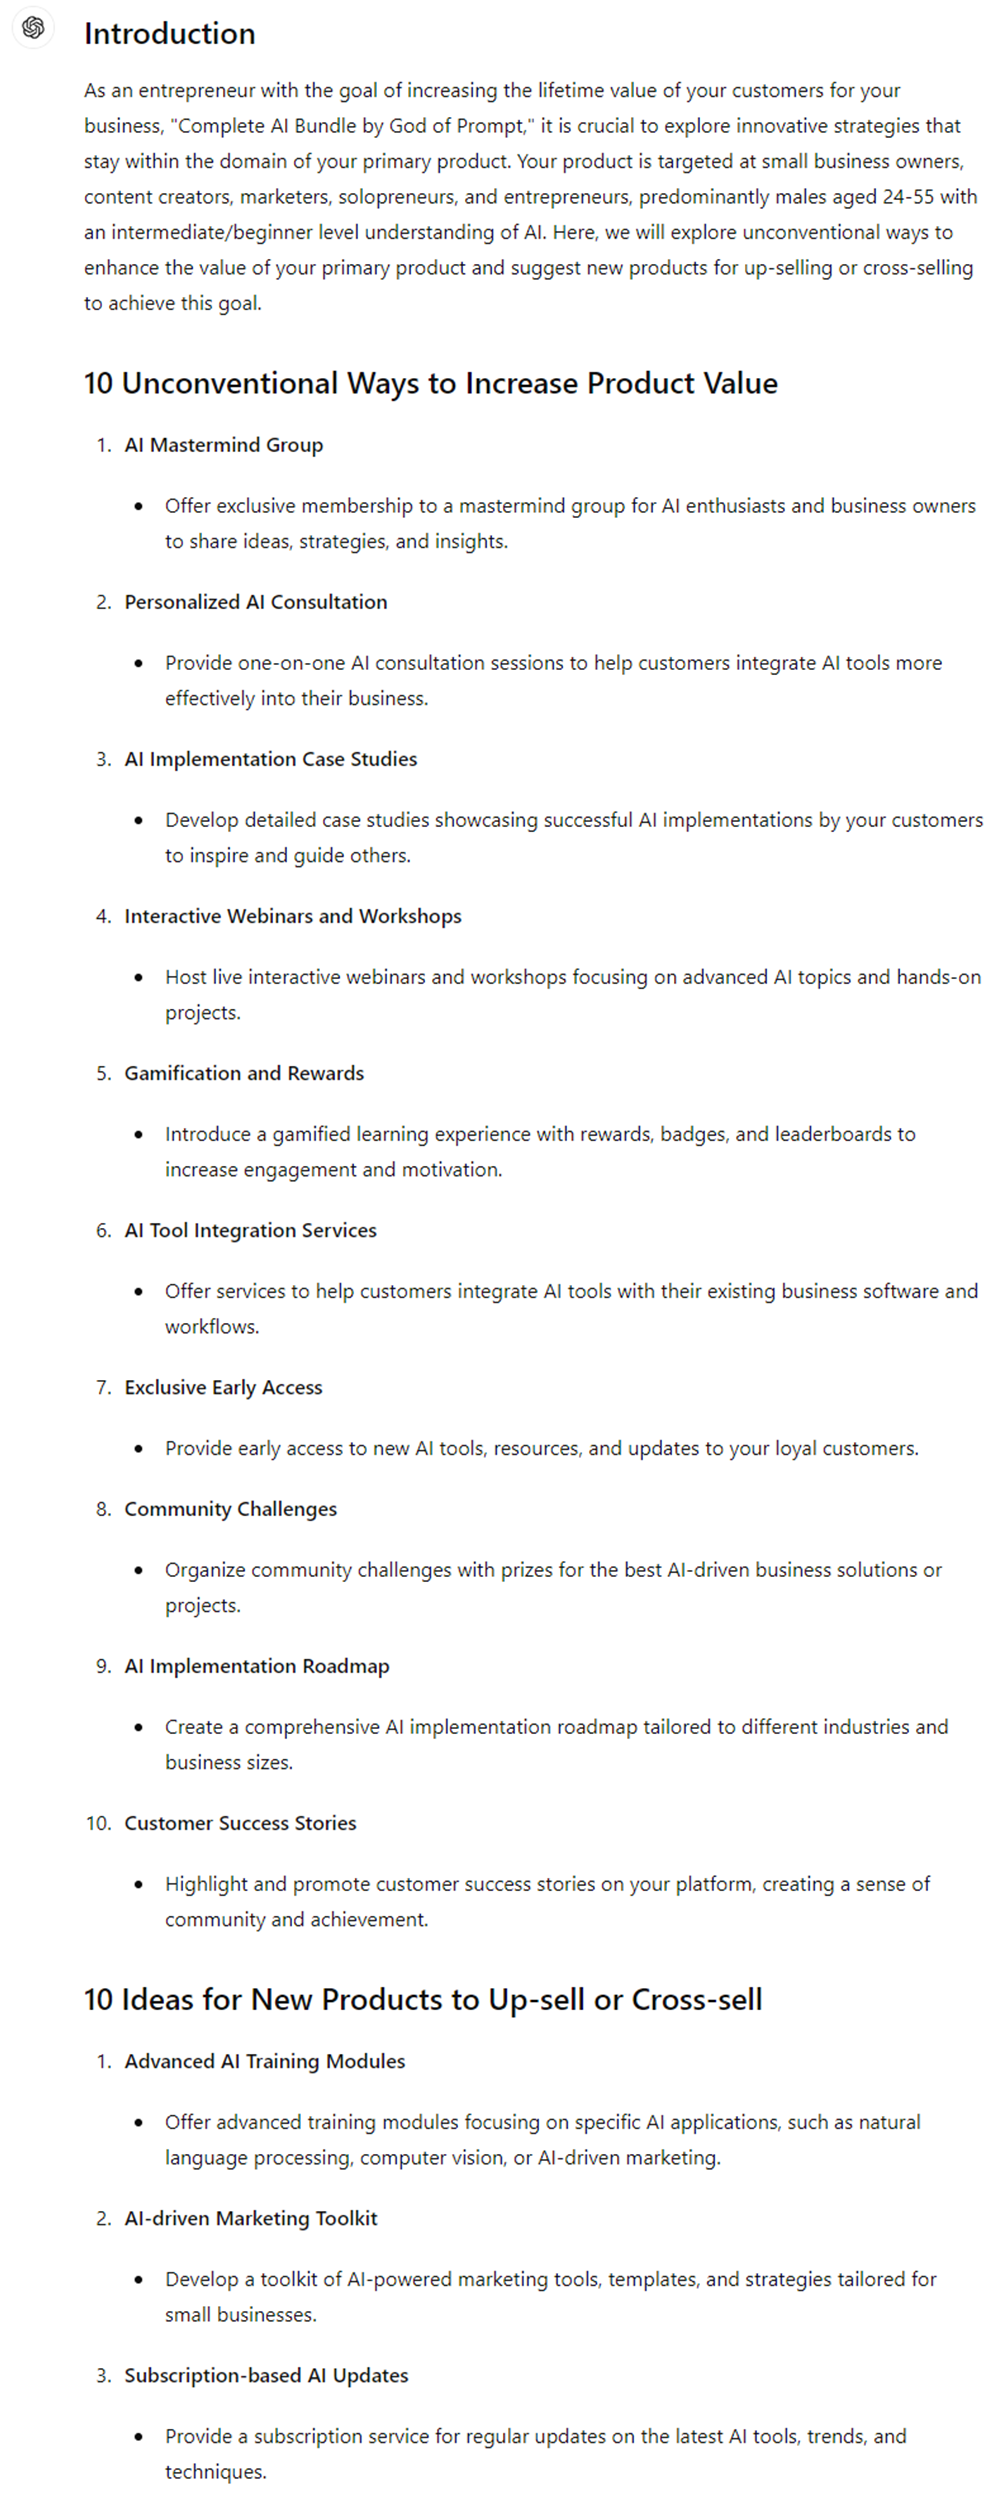 Introduction
As an entrepreneur with the goal of increasing the lifetime value of your customers for your
business, "Complete AI Bundle by God of Prompt," it is crucial to explore innovative strategies that
stay within the domain of your primary product. Your product is targeted at small business owners,
content creators, marketers, solopreneurs, and entrepreneurs, predominantly males aged 24-55 with
an intermediate/beginner level understanding of AI. Here, we will explore unconventional ways to
enhance the value of your primary product and suggest new products for up-selling or cross-selling
to achieve this goal.
10 Unconventional Ways to Increase Product Value
1. AI Mastermind Group
• Offer exclusive membership to a mastermind group for AI enthusiasts and business owners
to share ideas, strategies, and insights.
2. Personalized AI Consultation
• Provide one-on-one AI consultation sessions to help customers integrate AI tools more
effectively into their business.
3. AI Implementation Case Studies
• Develop detailed case studies showcasing successful AI implementations by your customers
to inspire and guide others.
4. Interactive Webinars and Workshops
• Host live interactive webinars and workshops focusing on advanced AI topics and hands-on
projects.
5. Gamification and Rewards
• Introduce a gamified learning experience with rewards, badges, and leaderboards to
increase engagement and motivation.
6. AI Tool Integration Services
• Offer services to help customers integrate AI tools with their existing business software and
workflows.
7. Exclusive Early Access
• Provide early access to new AI tools, resources, and updates to your loyal customers.
8. Community Challenges
• Organize community challenges with prizes for the best AI-driven business solutions or
projects.
9. AI Implementation Roadmap
• Create a comprehensive AI implementation roadmap tailored to different industries and
business sizes.
10. Customer Success Stories
• Highlight and promote customer success stories on your platform, creating a sense of
community and achievement.
10 Ideas for New Products to Up-sell or Cross-sell
1. Advanced AI Training Modules
• Offer advanced training modules focusing on specific AI applications, such as natural
language processing, computer vision, or AI-driven marketing.
2. AI-driven Marketing Toolkit
• Develop a toolkit of AI-powered marketing tools, templates, and strategies tailored for
small businesses.
3. Subscription-based AI Updates
• Provide a subscription service for regular updates on the latest AI tools, trends, and
techniques.